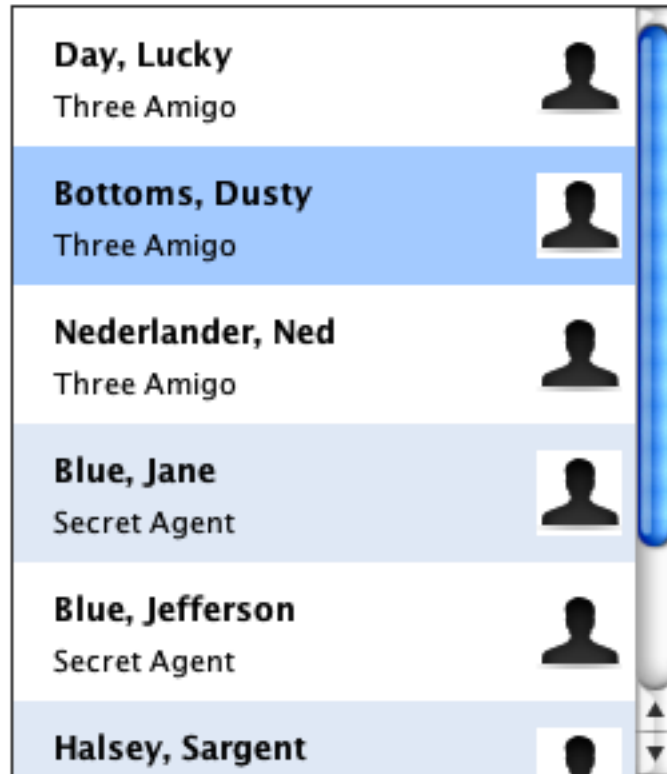 Day, Lucky
Three Amigo
Bottoms, Dusty
Three Amigo
Nederlander, Ned
Three Amigo
Blue, Jane
Secret Agent
Blue, Jefferson
Secret Agent
Halsey, Sargent